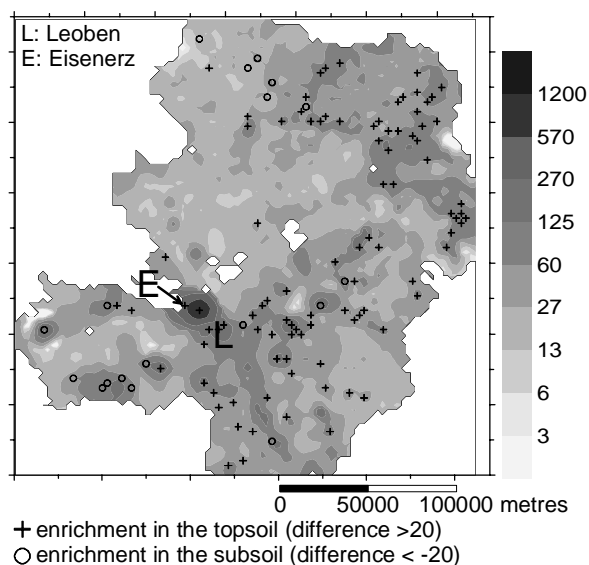 L: Leoben
E: Eisenerz
1200
570
270
125
60
27
13
6
3
E
L
0 50000 100000 metres
+ enrichment in the topsoil (difference >20)
○ enrichment in the subsoil (difference < -20)